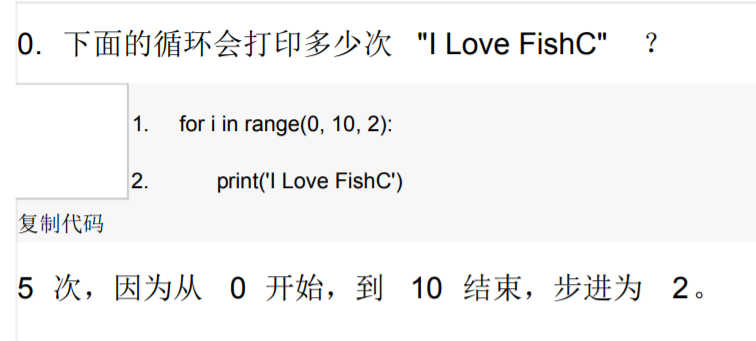 0. 下面的循环会打印多少次 "I Love FishC" ？
1. for i in range(0, 10, 2):
2. print('I Love FishC')
复制代码
5 次，因为从 0 开始，到 10 结束，步进为 2。